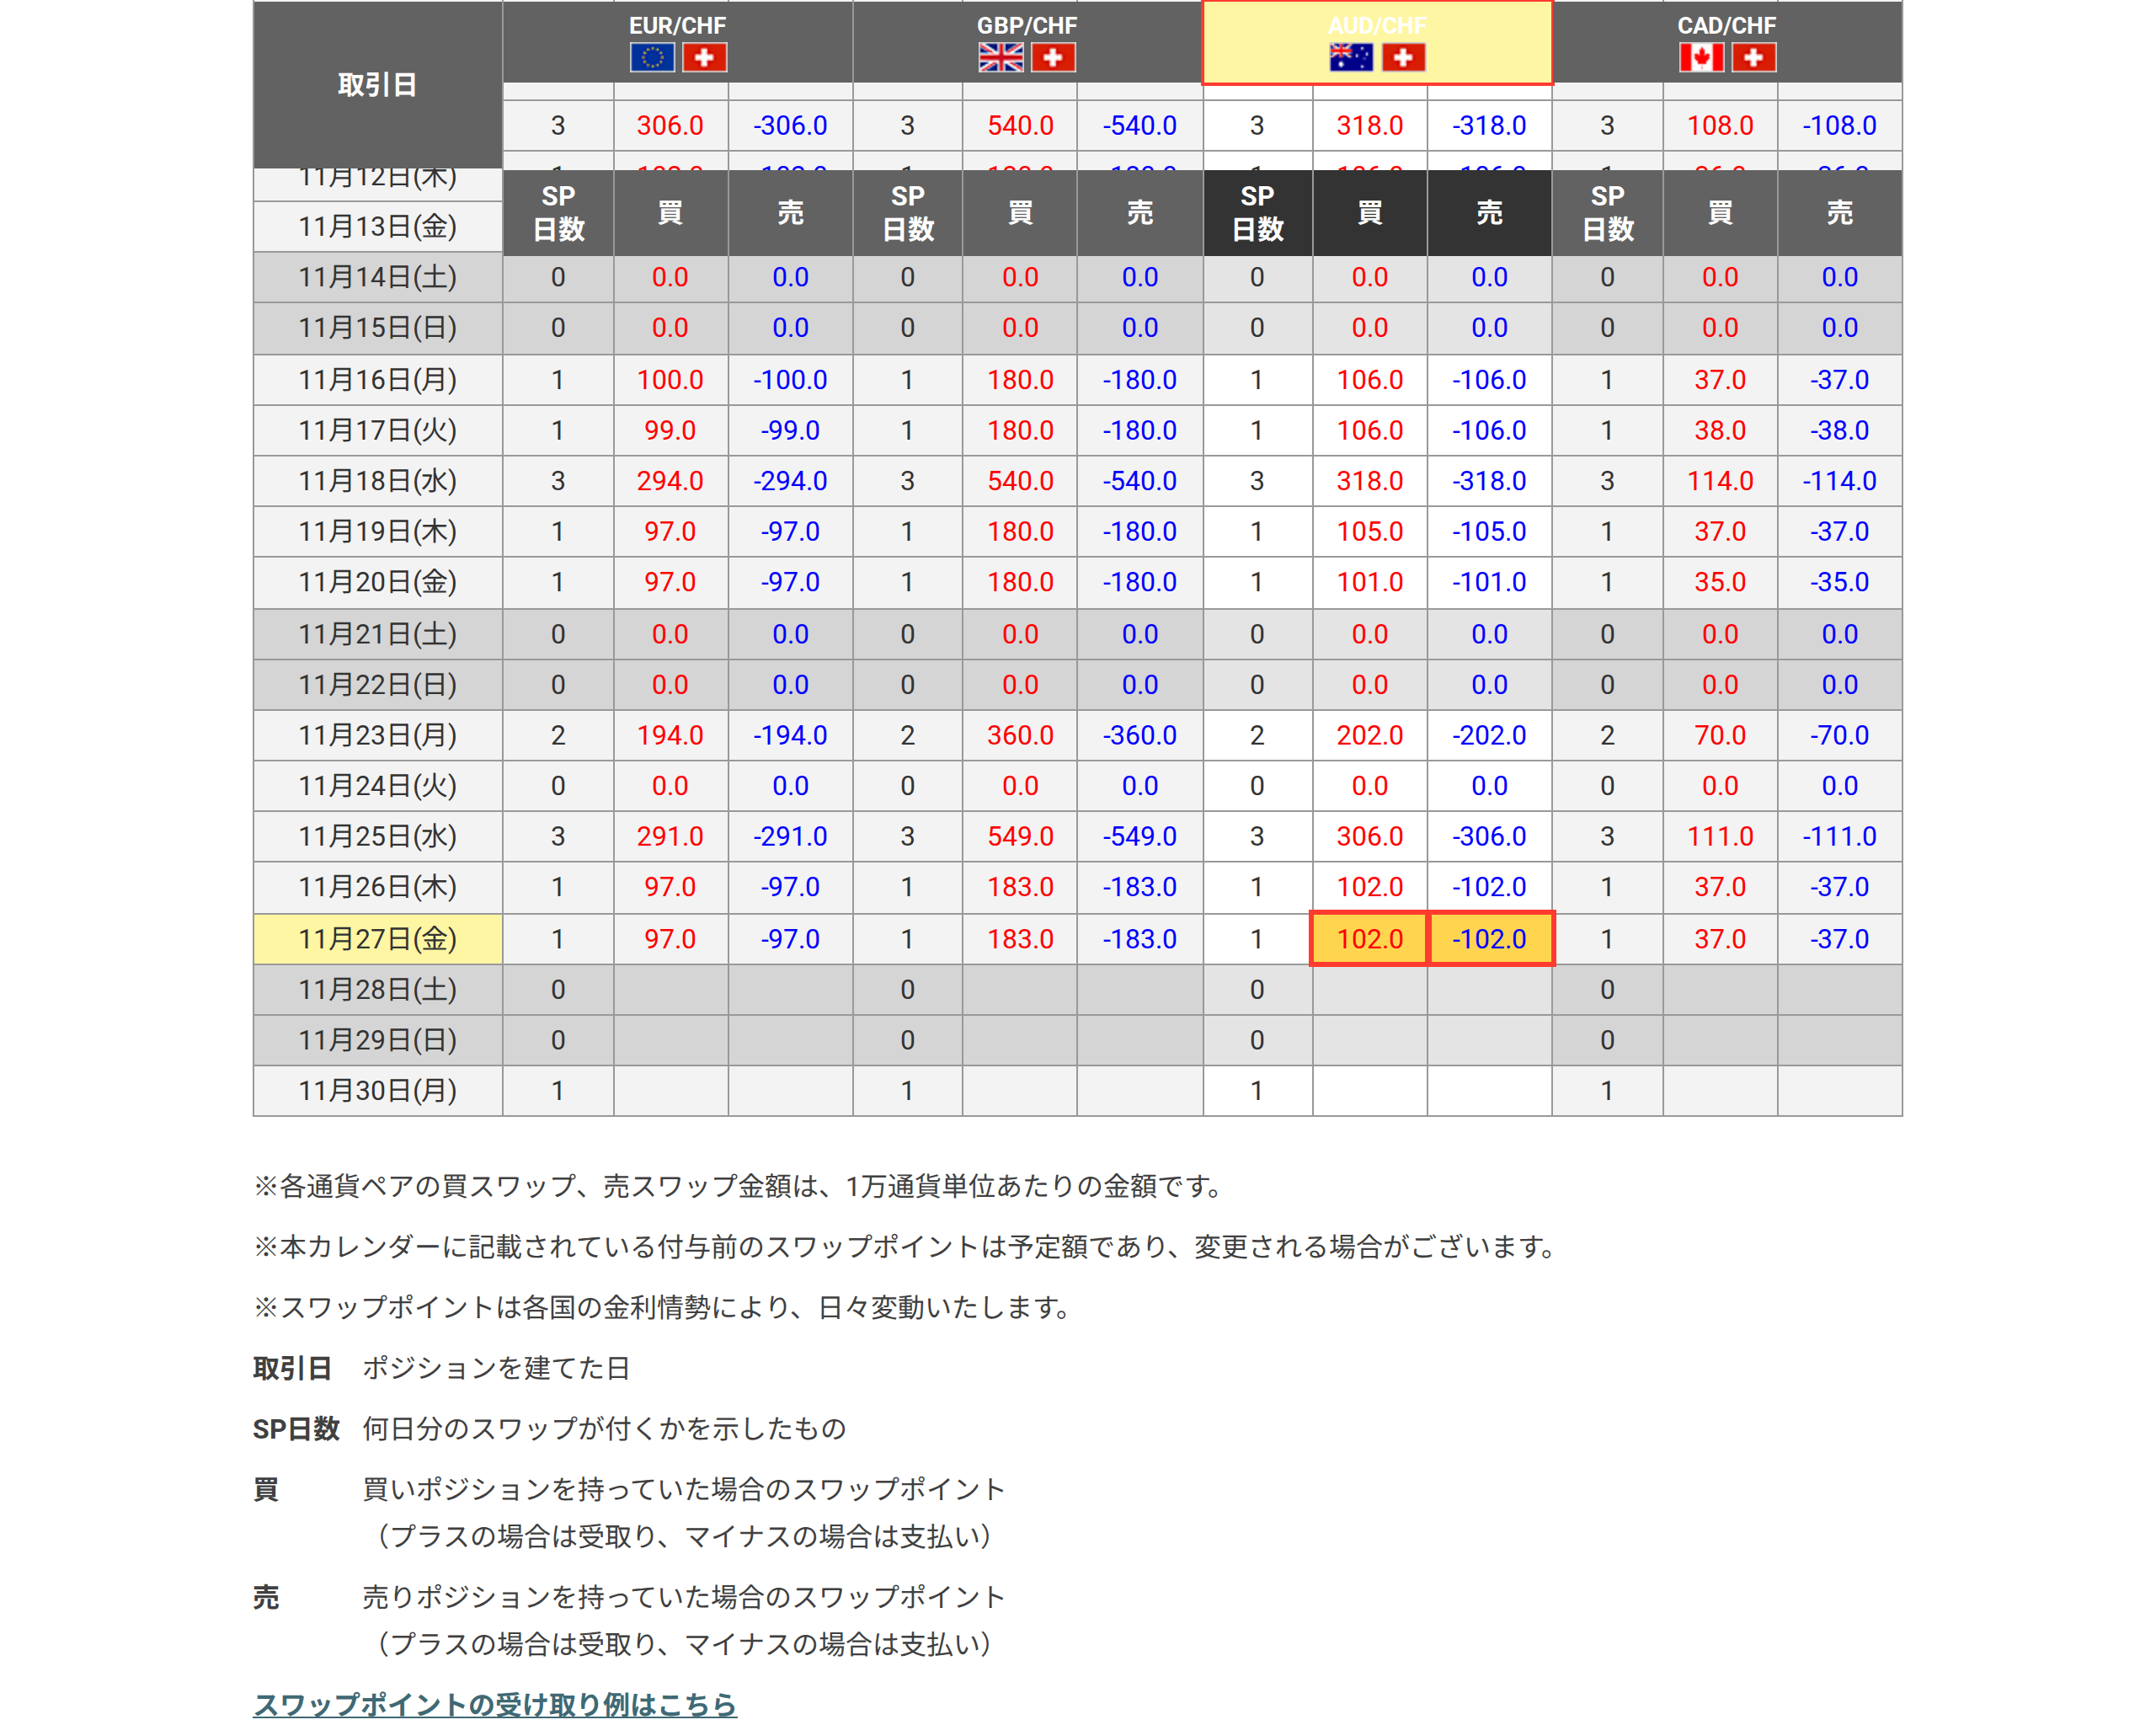 EUR/CHF GBP/CHF AUD/CHF CAD/CHF
取引日
3 306.0 -306.0 3 540.0 -540.0 3 318.0 -318.0 3 108.0 -108.0
11月12日(木)
SP日数 買 売 SP日数 買 売 SP日数 買 売 SP日数 買 売
11月13日(金)
11月14日(土) 0 0.0 0.0 0 0.0 0.0 0 0.0 0.0 0 0.0 0.0
11月15日(日) 0 0.0 0.0 0 0.0 0.0 0 0.0 0.0 0 0.0 0.0
11月16日(月) 1 100.0 -100.0 1 180.0 -180.0 1 106.0 -106.0 1 37.0 -37.0
11月17日(火) 1 99.0 -99.0 1 180.0 -180.0 1 106.0 -106.0 1 38.0 -38.0
11月18日(水) 3 294.0 -294.0 3 540.0 -540.0 3 318.0 -318.0 3 114.0 -114.0
11月19日(木) 1 97.0 -97.0 1 180.0 -180.0 1 105.0 -105.0 1 37.0 -37.0
11月20日(金) 1 97.0 -97.0 1 180.0 -180.0 1 101.0 -101.0 1 35.0 -35.0
11月21日(土) 0 0.0 0.0 0 0.0 0.0 0 0.0 0.0 0 0.0 0.0
11月22日(日) 0 0.0 0.0 0 0.0 0.0 0 0.0 0.0 0 0.0 0.0
11月23日(月) 2 194.0 -194.0 2 360.0 -360.0 2 202.0 -202.0 2 70.0 -70.0
11月24日(火) 0 0.0 0.0 0 0.0 0.0 0 0.0 0.0 0 0.0 0.0
11月25日(水) 3 291.0 -291.0 3 549.0 -549.0 3 306.0 -306.0 3 111.0 -111.0
11月26日(木) 1 97.0 -97.0 1 183.0 -183.0 1 102.0 -102.0 1 37.0 -37.0
11月27日(金) 1 97.0 -97.0 1 183.0 -183.0 1 102.0 -102.0 1 37.0 -37.0
11月28日(土) 0 0 0 0
11月29日(日) 0 0 0 0
11月30日(月) 1 1 1 1
※各通貨ペアの買スワップ、売スワップ金額は、1万通貨単位あたりの金額です。
※本カレンダーに記載されている付与前のスワップポイントは予定額であり、変更される場合がございます。
※スワップポイントは各国の金利情勢により、日々変動いたします。
取引日 ポジションを建てた日
SP日数 何日分のスワップが付くかを示したもの
買 買いポジションを持っていた場合のスワップポイント
（プラスの場合は受取り、マイナスの場合は支払い）
売 売りポジションを持っていた場合のスワップポイント
（プラスの場合は受取り、マイナスの場合は支払い）
スワップポイントの受け取り例はこちら